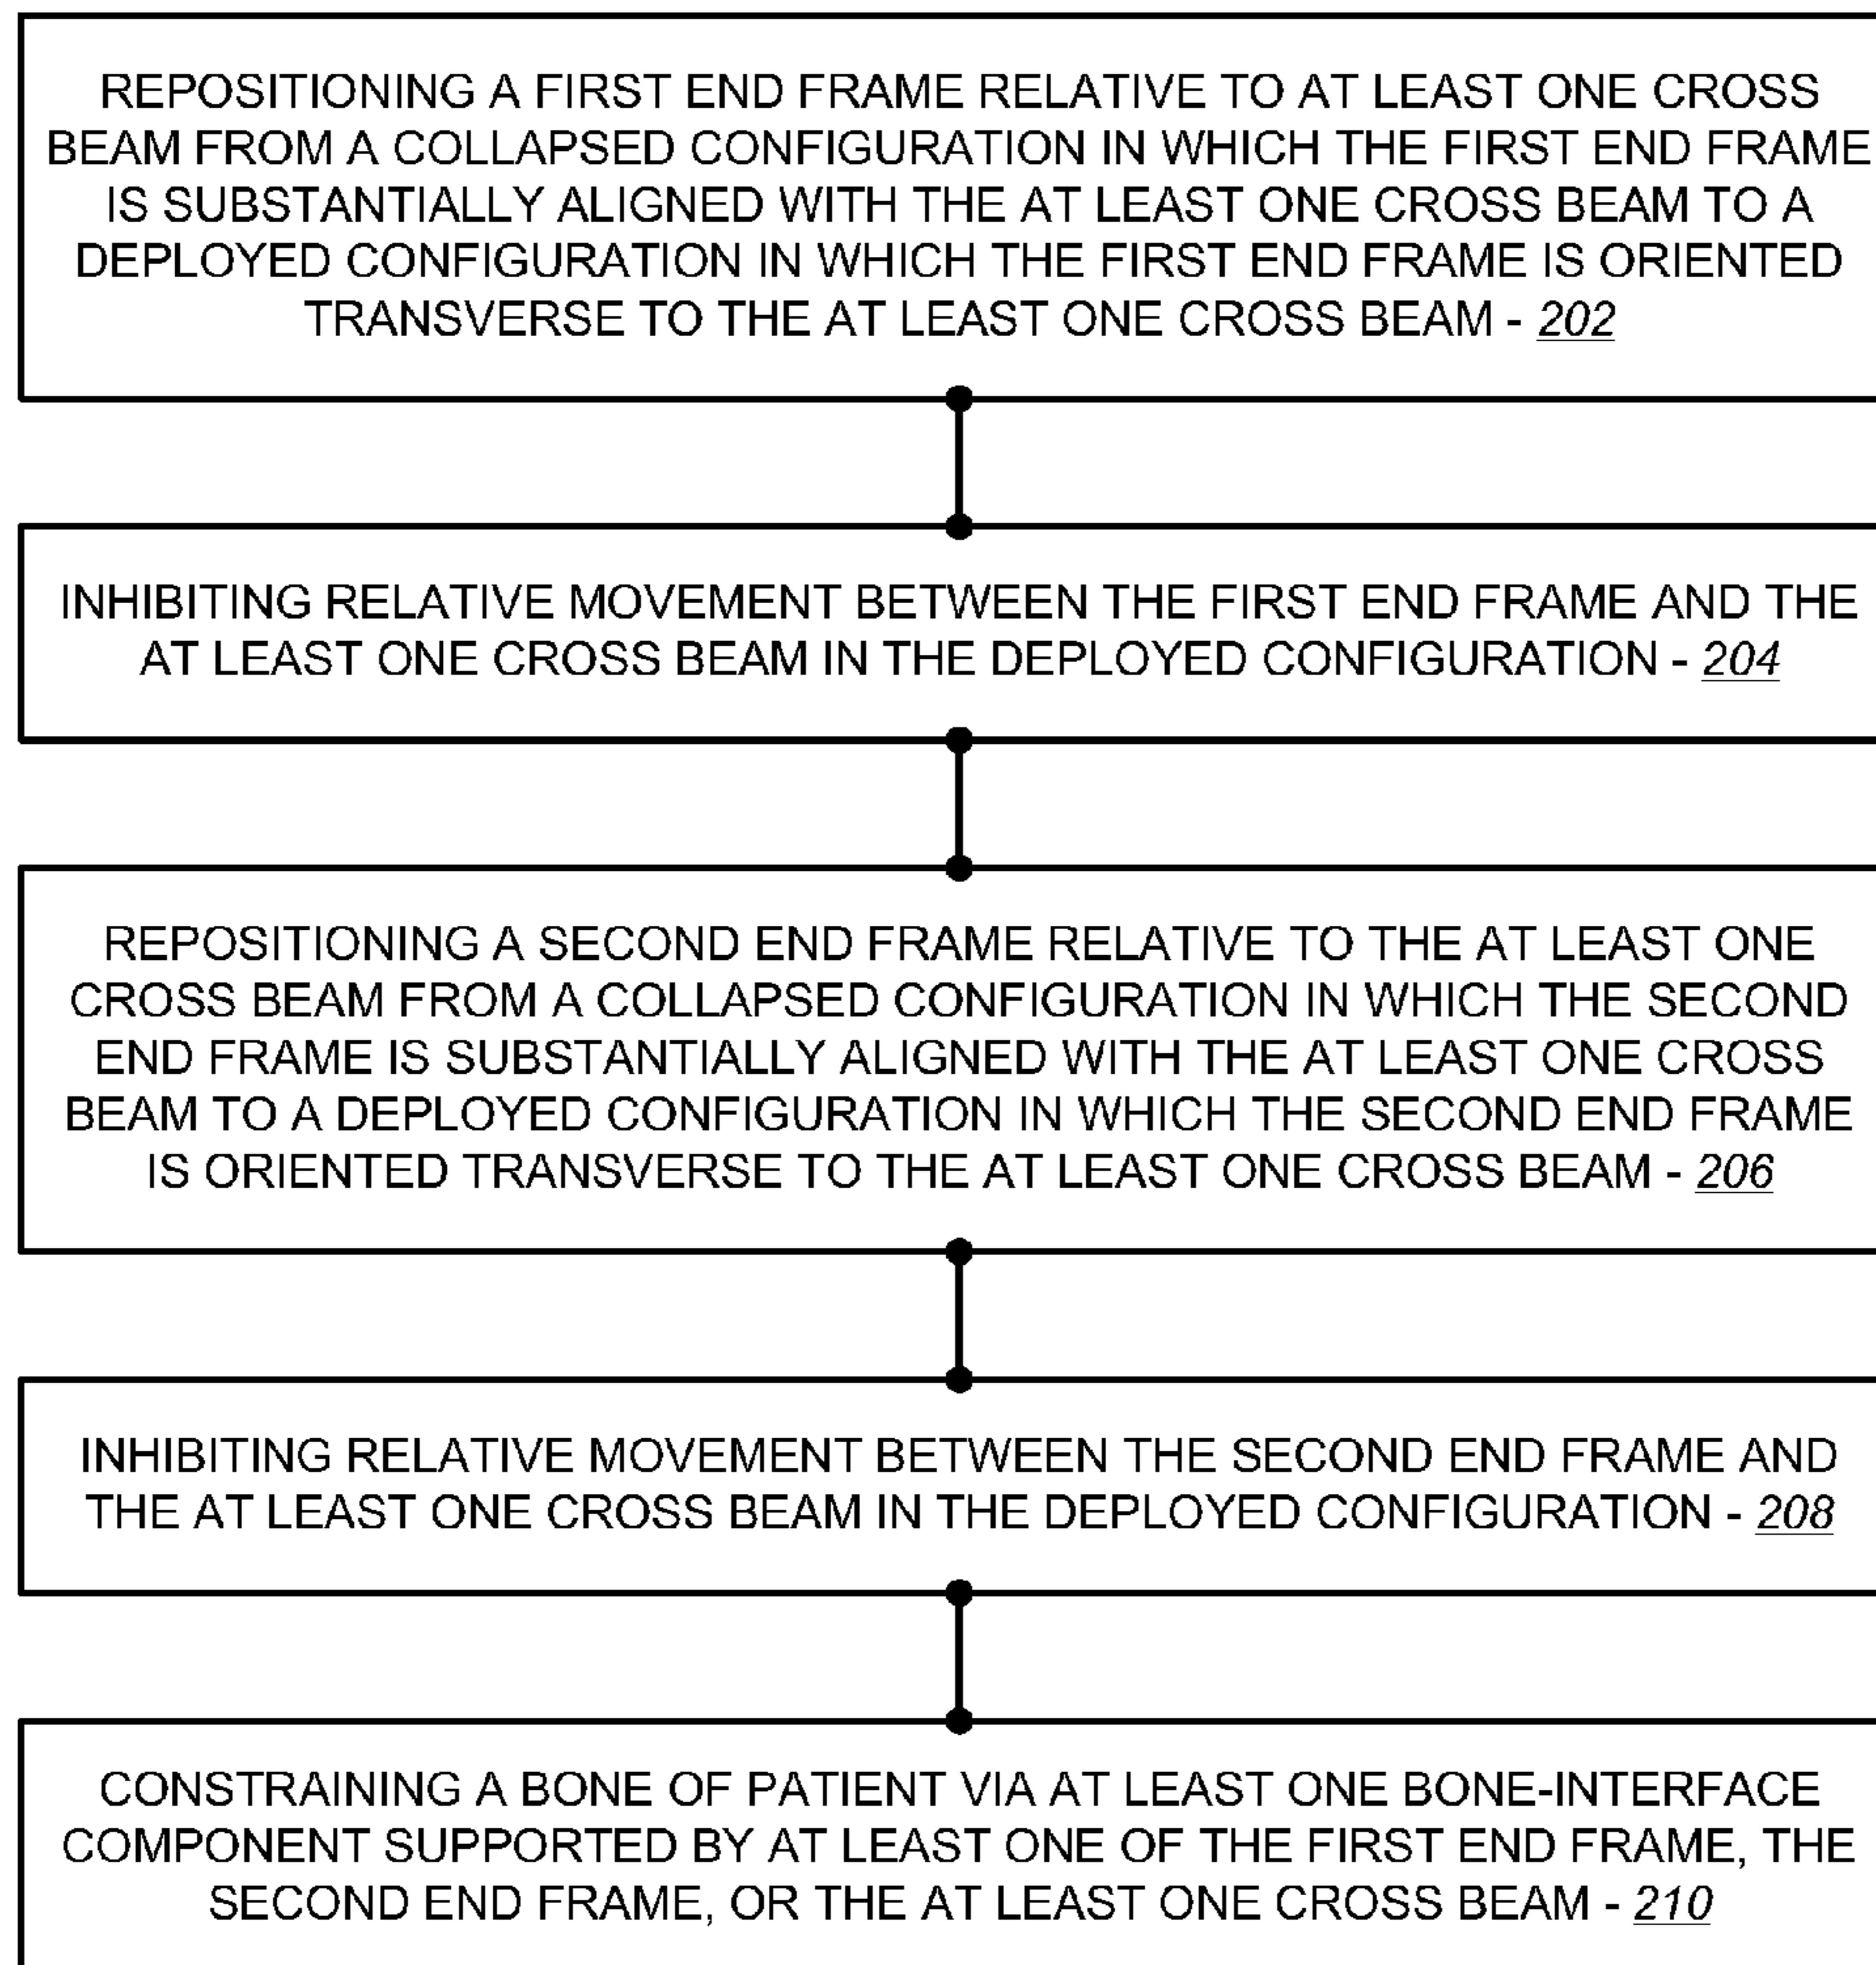 REPOSITIONING A FIRST END FRAME RELATIVE TO AT LEAST ONE CROSS
BEAM FROM A COLLAPSED CONFIGURATION IN WHICH THE FIRST END FRAME
IS SUBSTANTIALLY ALIGNED WITH THE AT LEAST ONE CROSS BEAM TO A
DEPLOYED CONFIGURATION IN WHICH THE FIRST END FRAME IS ORIENTED
TRANSVERSE TO THE AT LEAST ONE CROSS BEAM - 202
INHIBITING RELATIVE MOVEMENT BETWEEN THE FIRST END FRAME AND THE
AT LEAST ONE CROSS BEAM IN THE DEPLOYED CONFIGURATION - 204
REPOSITIONING A SECOND END FRAME RELATIVE TO THE AT LEAST ONE
CROSS BEAM FROM A COLLAPSED CONFIGURATION IN WHICH THE SECOND
END FRAME IS SUBSTANTIALLY ALIGNED WITH THE AT LEAST ONE CROSS
BEAM TO A DEPLOYED CONFIGURATION IN WHICH THE SECOND END FRAME
IS ORIENTED TRANSVERSE TO THE AT LEAST ONE CROSS BEAM - 206
INHIBITING RELATIVE MOVEMENT BETWEEN THE SECOND END FRAME AND
THE AT LEAST ONE CROSS BEAM IN THE DEPLOYED CONFIGURATION - 208
CONSTRAINING A BONE OF PATIENT VIA AT LEAST ONE BONE-INTERFACE
COMPONENT SUPPORTED BY AT LEAST ONE OF THE FIRST END FRAME, THE
SECOND END FRAME, OR THE AT LEAST ONE CROSS BEAM - 210